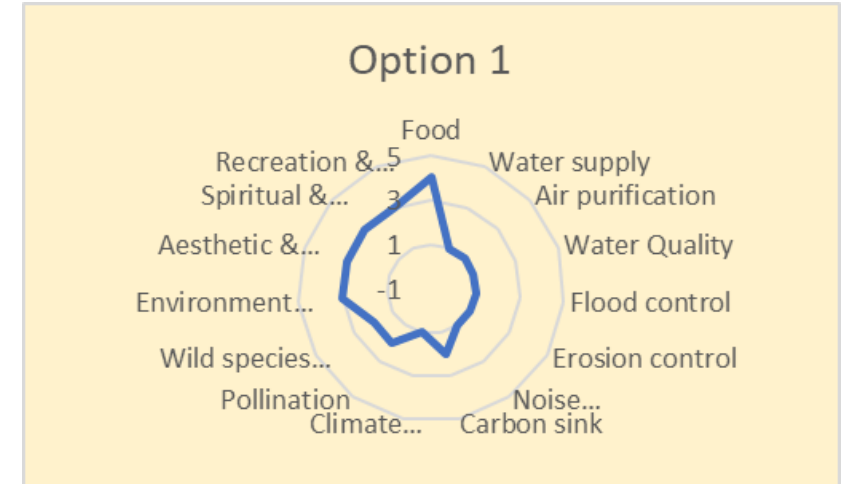 Option 1
Food
Recreation &...
5
Water supply
Spiritual &...
3
Air purification
Aesthetic &...
1
Water Quality
-1
Environment...
Flood control
Wild species...
Erosion control
Pollination
Noise...
Climate...
Carbon sink